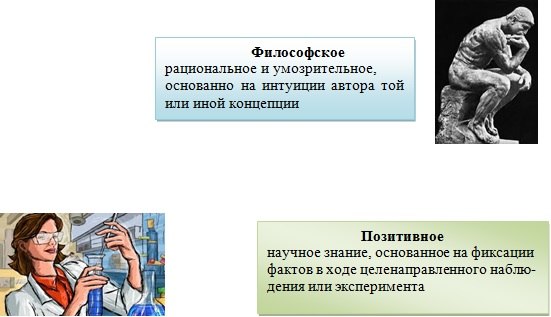 Философское
рациональное и умозрительное,
основанно на интуиции автора той
или иной концепции
Позитивное
научное знание, основанное на фиксации
фактов в ходе целенаправленного наблю-
дения или эксперимента